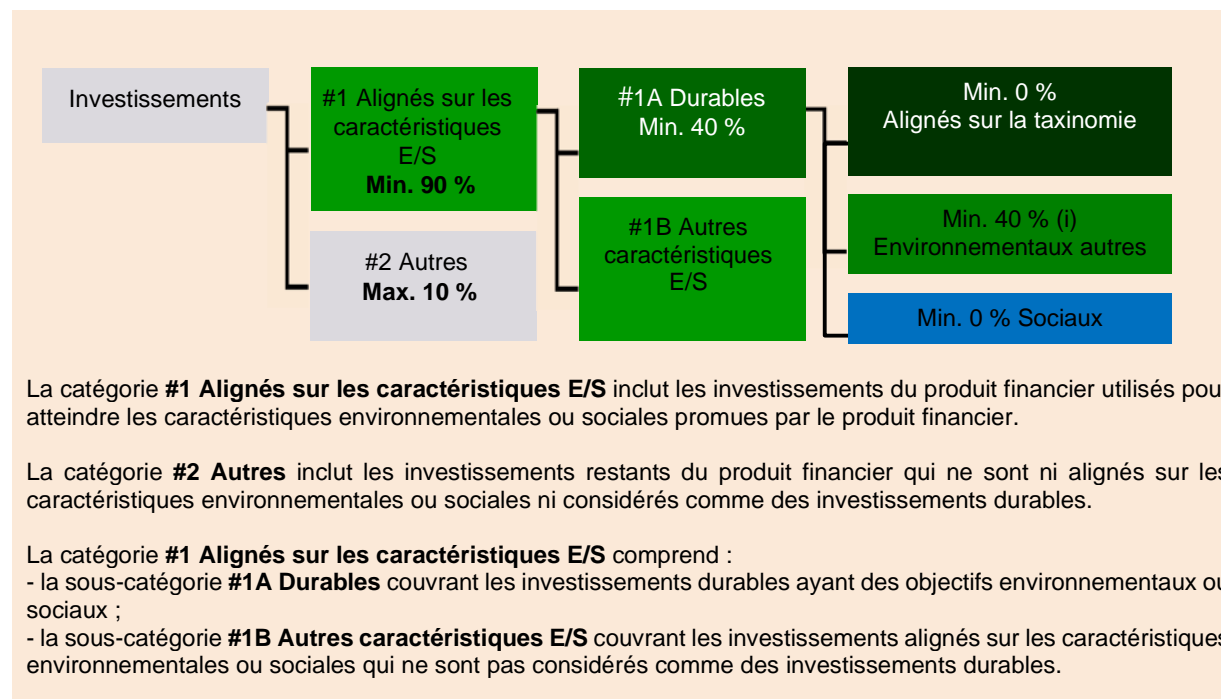 Investissements
#1 Alignés sur les
caractéristiques
E/S
Min. 90 %
#2 Autres
Max. 10 %
#1A Durables
Min. 40 %
#1B Autres
caractéristiques
E/S
Min. 0 %
Alignés sur la taxinomie
Min. 40 % (i)
Environnementaux autres
Min. 0 % Sociaux
La catégorie #1 Alignés sur les caractéristiques E/S inclut les investissements du produit financier utilisés pou
atteindre les caractéristiques environnementales ou sociales promues par le produit financier.
La catégorie #2 Autres inclut les investissements restants du produit financier qui ne sont ni alignés sur les
caractéristiques environnementales ou sociales ni considérés comme des investissements durables.
La catégorie #1 Alignés sur les caractéristiques E/S comprend :
- la sous-catégorie #1A Durables couvrant les investissements durables ayant des objectifs environnementaux ou
sociaux ;
- la sous-catégorie #1B Autres caractéristiques E/S couvrant les investissements alignés sur les caractéristiques
environnementales ou sociales qui ne sont pas considérés comme des investissements durables.